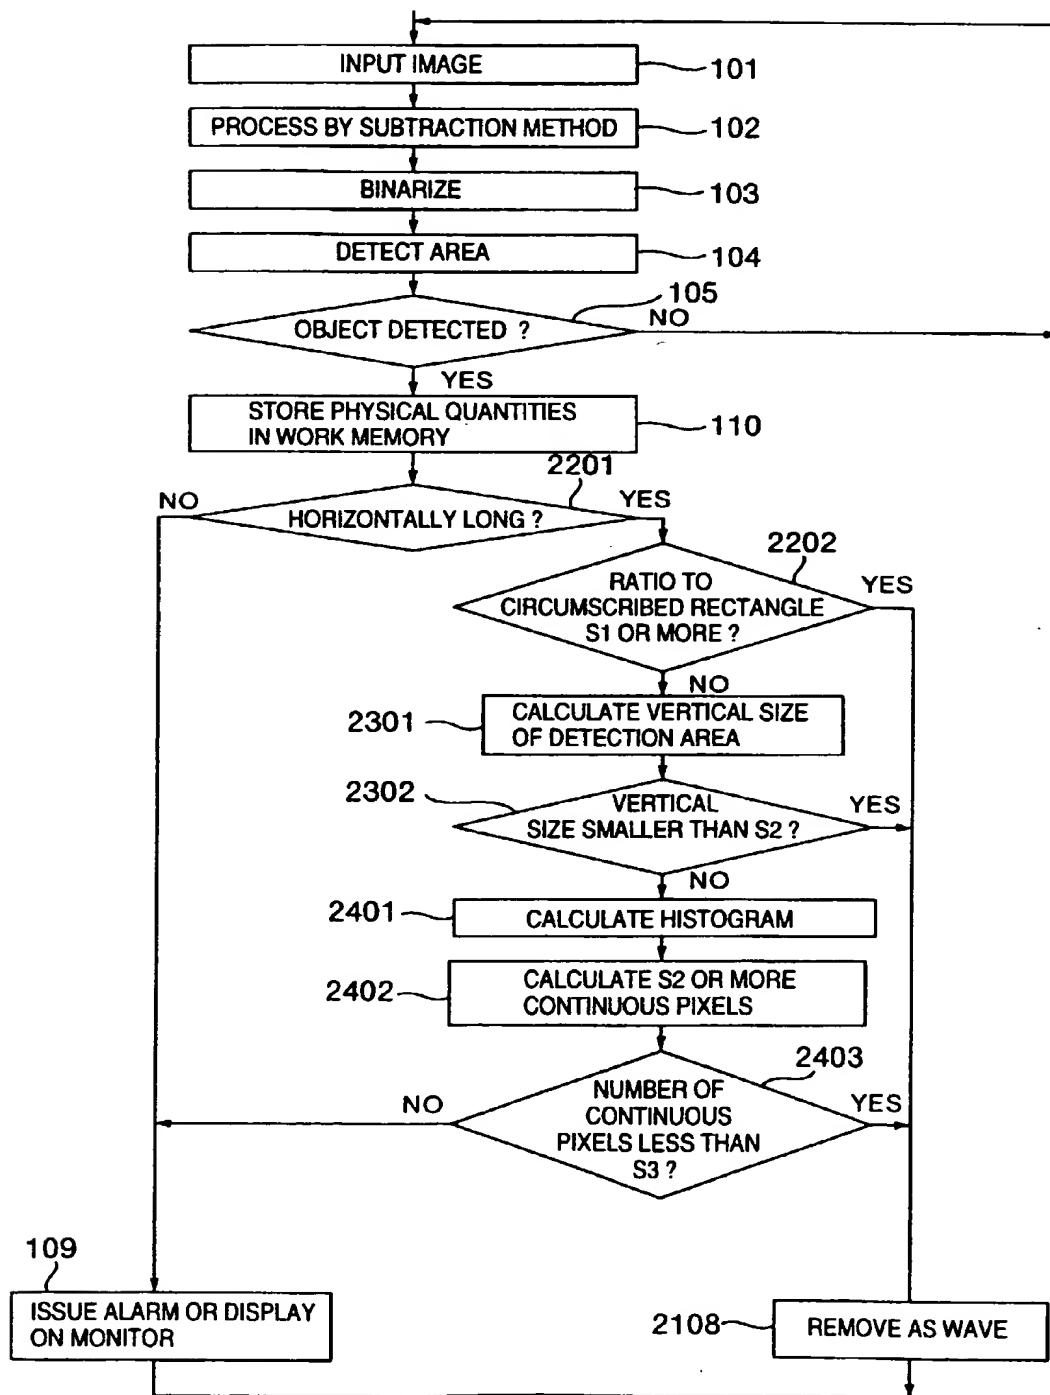 INPUT IMAGE
101
PROCESS BY SUBTRACTION METHOD
102
BINARIZE
103
DETECT AREA
104
105
OBJECT DETECTED ?
NO
YES
STORE PHYSICAL QUANTITIES
IN WORK MEMORY
110
2201
NO
HORIZONTALLY LONG ?
YES
2202
RATIO TO
CIRCUMSCRIBED RECTANGLE
S1 OR MORE ?
YES
NO
2301
CALCULATE VERTICAL SIZE
OF DETECTION AREA
2302
VERTICAL
SIZE SMALLER THAN S2 ?
YES
NO
2401
CALCULATE HISTOGRAM
2402
CALCULATE S2 OR MORE
CONTINUOUS PIXELS
2403
NO
NUMBER OF
CONTINUOUS
PIXELS LESS THAN
S3 ?
YES
109
ISSUE ALARM OR DISPLAY
ON MONITOR
2108
REMOVE AS WAVE